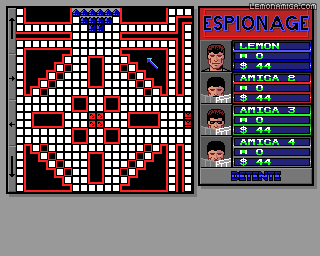 LEMONAMIGA.COM
ESPIONAGE
LEMON
0
$ 44
AMIGA 2
0
$ 44
AMIGA 3
0
$ 44
AMIGA 4
0
$ 44
DETENTE